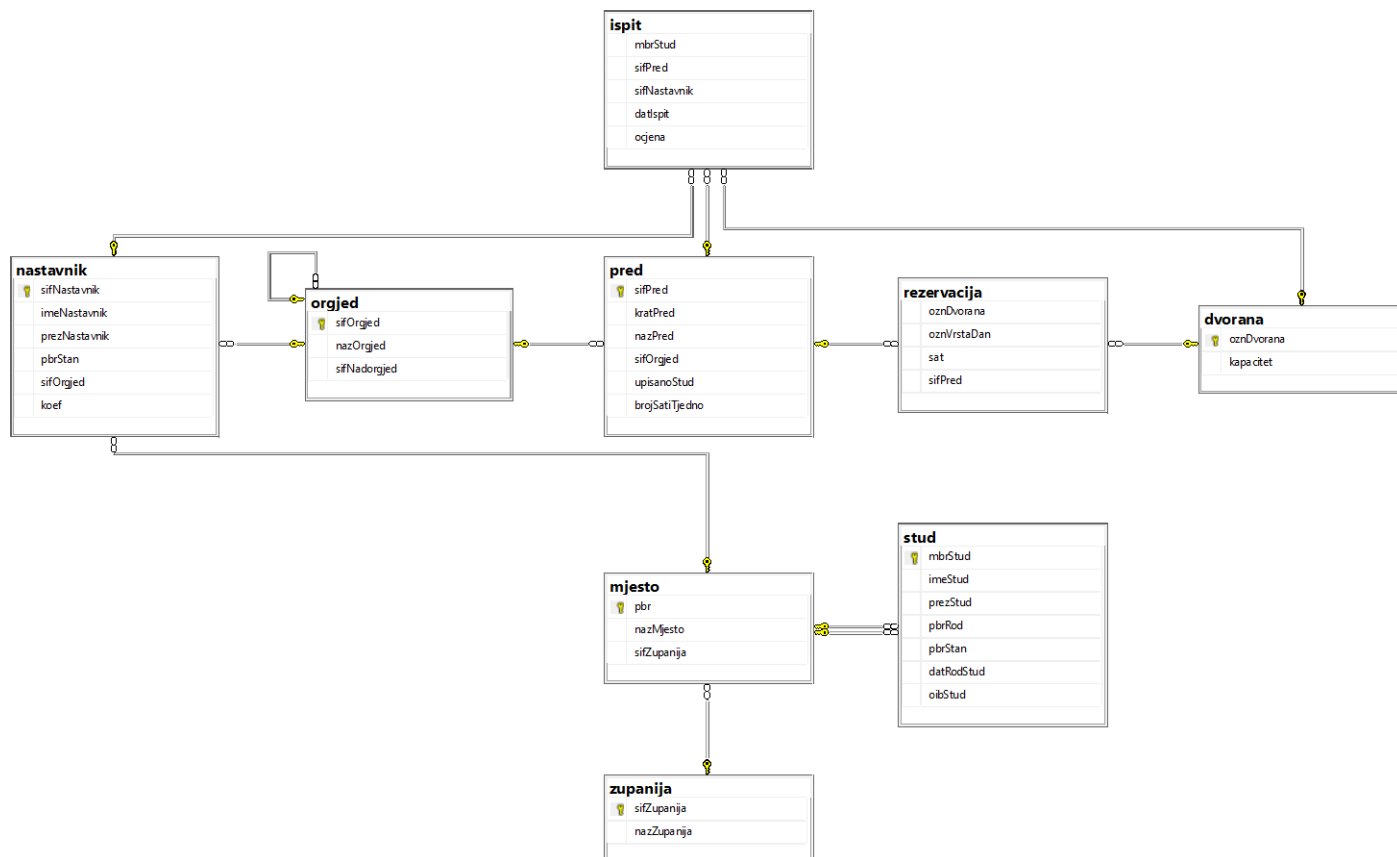 ispit
mbrStud
sifPred
sifNastavnik
datIspit
ocjena
nastavnik
sifNastavnik
imeNastavnik
prezNastavnik
pbrStan
sifOrgjed
koef
orgjed
sifOrgjed
nazOrgjed
sifNadorgjed
pred
sifPred
kratPred
nazPred
sifOrgjed
upisanoStud
brojSatiTjedno
rezervacija
oznDvorana
oznVrstaDan
sat
sifPred
dvorana
oznDvorana
kapacitet
mjesto
pbr
nazMjesto
sifZupanija
stud
mbrStud
imeStud
prezStud
pbrRod
pbrStan
datRodStud
oibStud
zupanija
sifZupanija
nazZupanija